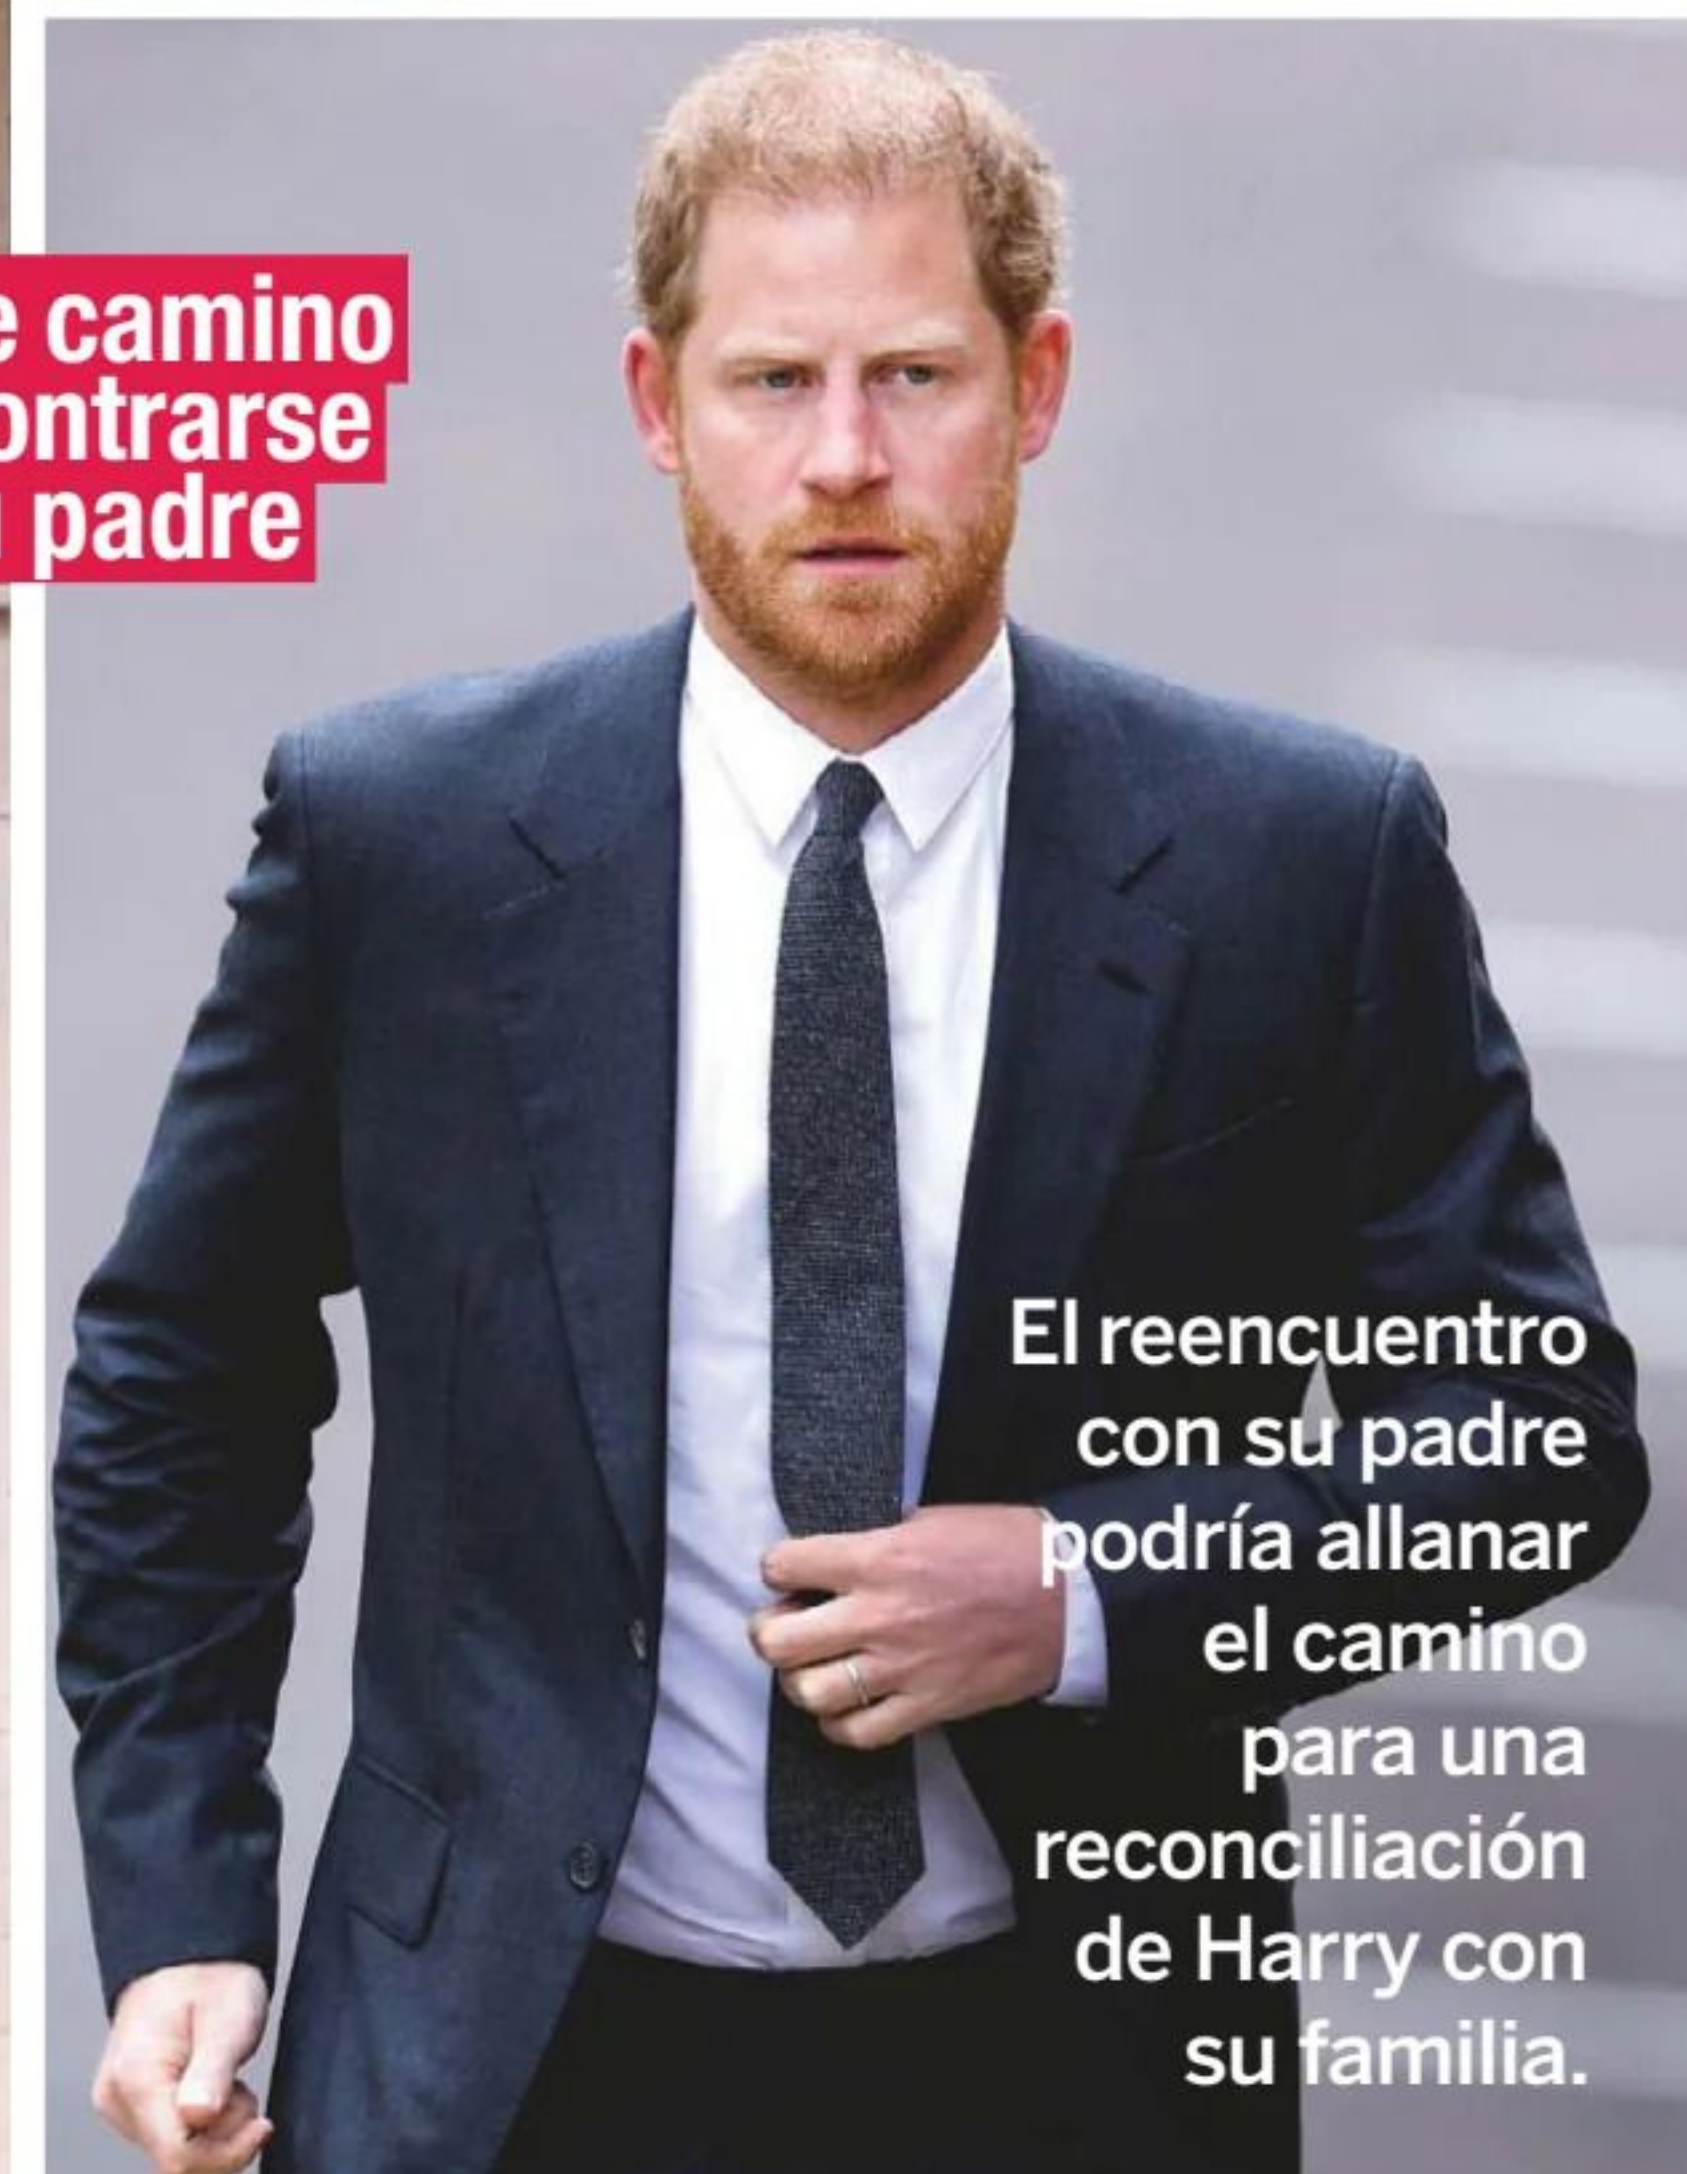 camino
padre
El reencuentro
con su padre
podría allanar
el camino
para una
reconciliación
de Harry con
su familia.